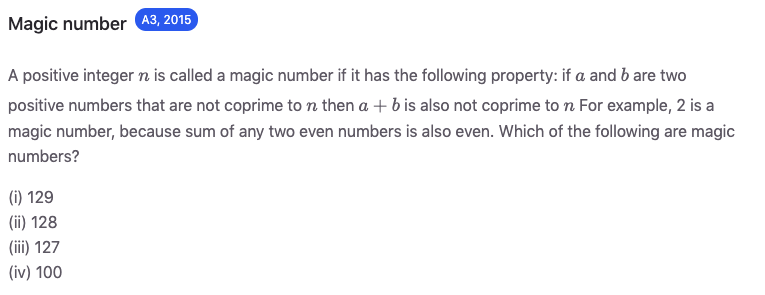 Magic number A3, 2015
A positive integer n is called a magic number if it has the following property: if a and b are two
positive numbers that are not coprime to n then a + b is also not coprime to n For example, 2 is a
magic number, because sum of any two even numbers is also even. Which of the following are magic
numbers?
(i) 129
(ii) 128
(iii) 127
(iv) 100